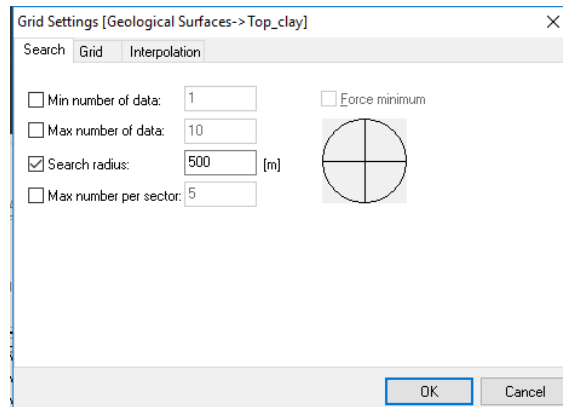 Grid Settings [Geological Surfaces->Top_clay]
Search Grid Interpolation
Min number of data: 1 Force minimum
Max number of data: 10
Search radius: 500 [m]
Max number per sector: 5
OK Cancel